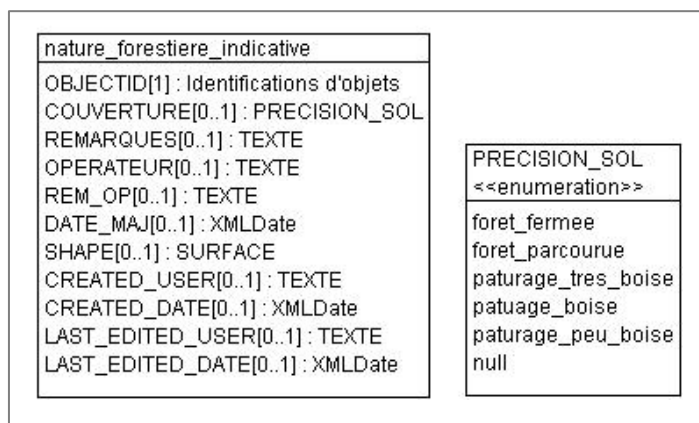 nature_forestiere_indicative
OBJECTID[1] : Identifications d'objets
COUVERTURE[0..1] : PRECISION_SOL
REMARQUES[0..1] : TEXTE
OPERATEUR[0..1] : TEXTE
REM_OP[0..1] : TEXTE
DATE_MAJ[0..1] : XMLDate
SHAPE[0..1] : SURFACE
CREATED_USER[0..1] : TEXTE
CREATED_DATE[0..1] : XMLDate
LAST_EDITED_USER[0..1] : TEXTE
LAST_EDITED_DATE[0..1] : XMLDate
PRECISION_SOL
<<enumeration>>
foret_fermee
foret_parcourue
paturage_tres_boise
patuage_boise
paturage_peu_boise
null